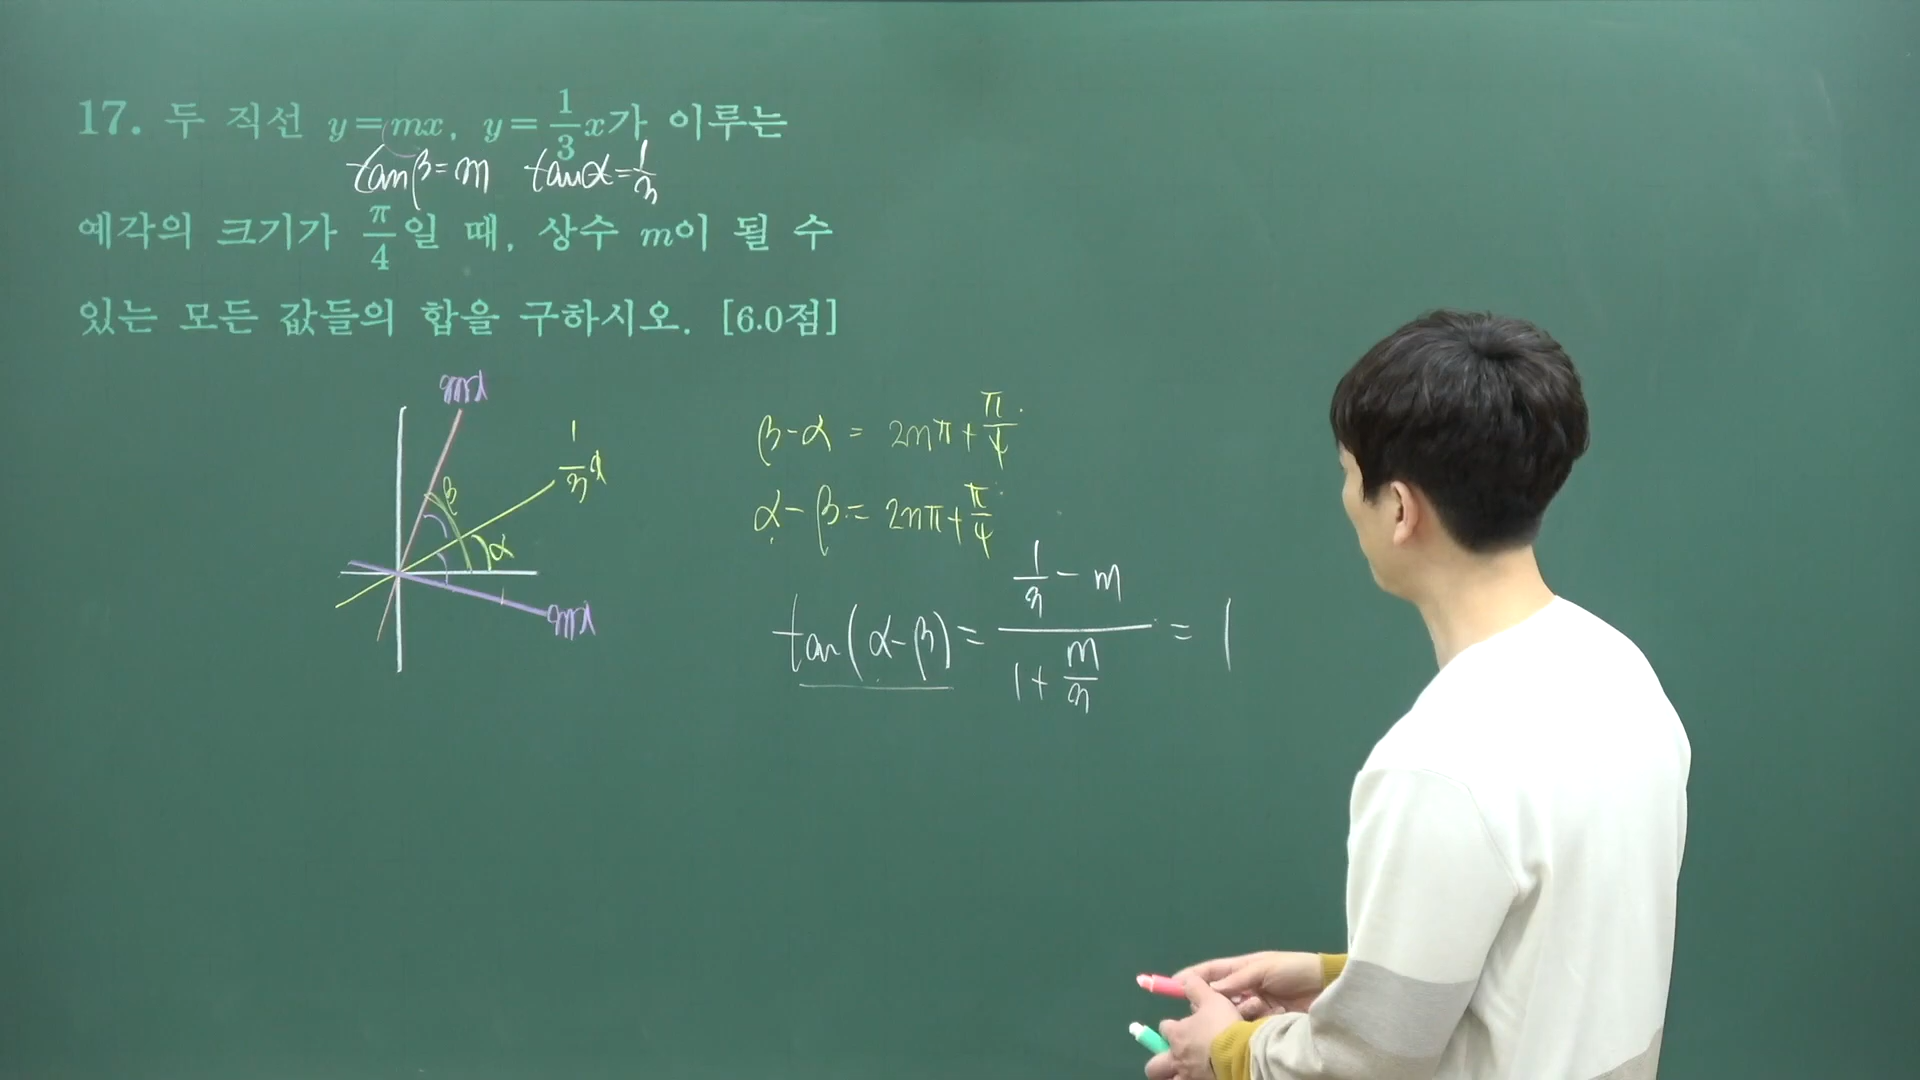 17. 두 직선 y=mx, y=1/3x가 이루는
tanβ=m tanα=1/3
예각의 크기가 π/4일 때, 상수 m이 될 수
있는 모든 값들의 합을 구하시오. [6.0점]
mx
1/3x
β
α
mx
β-α = 2nπ+π/4
α-β = 2nπ+π/4
tan(α-β) = (1/3-m)/(1+m/3) = 1